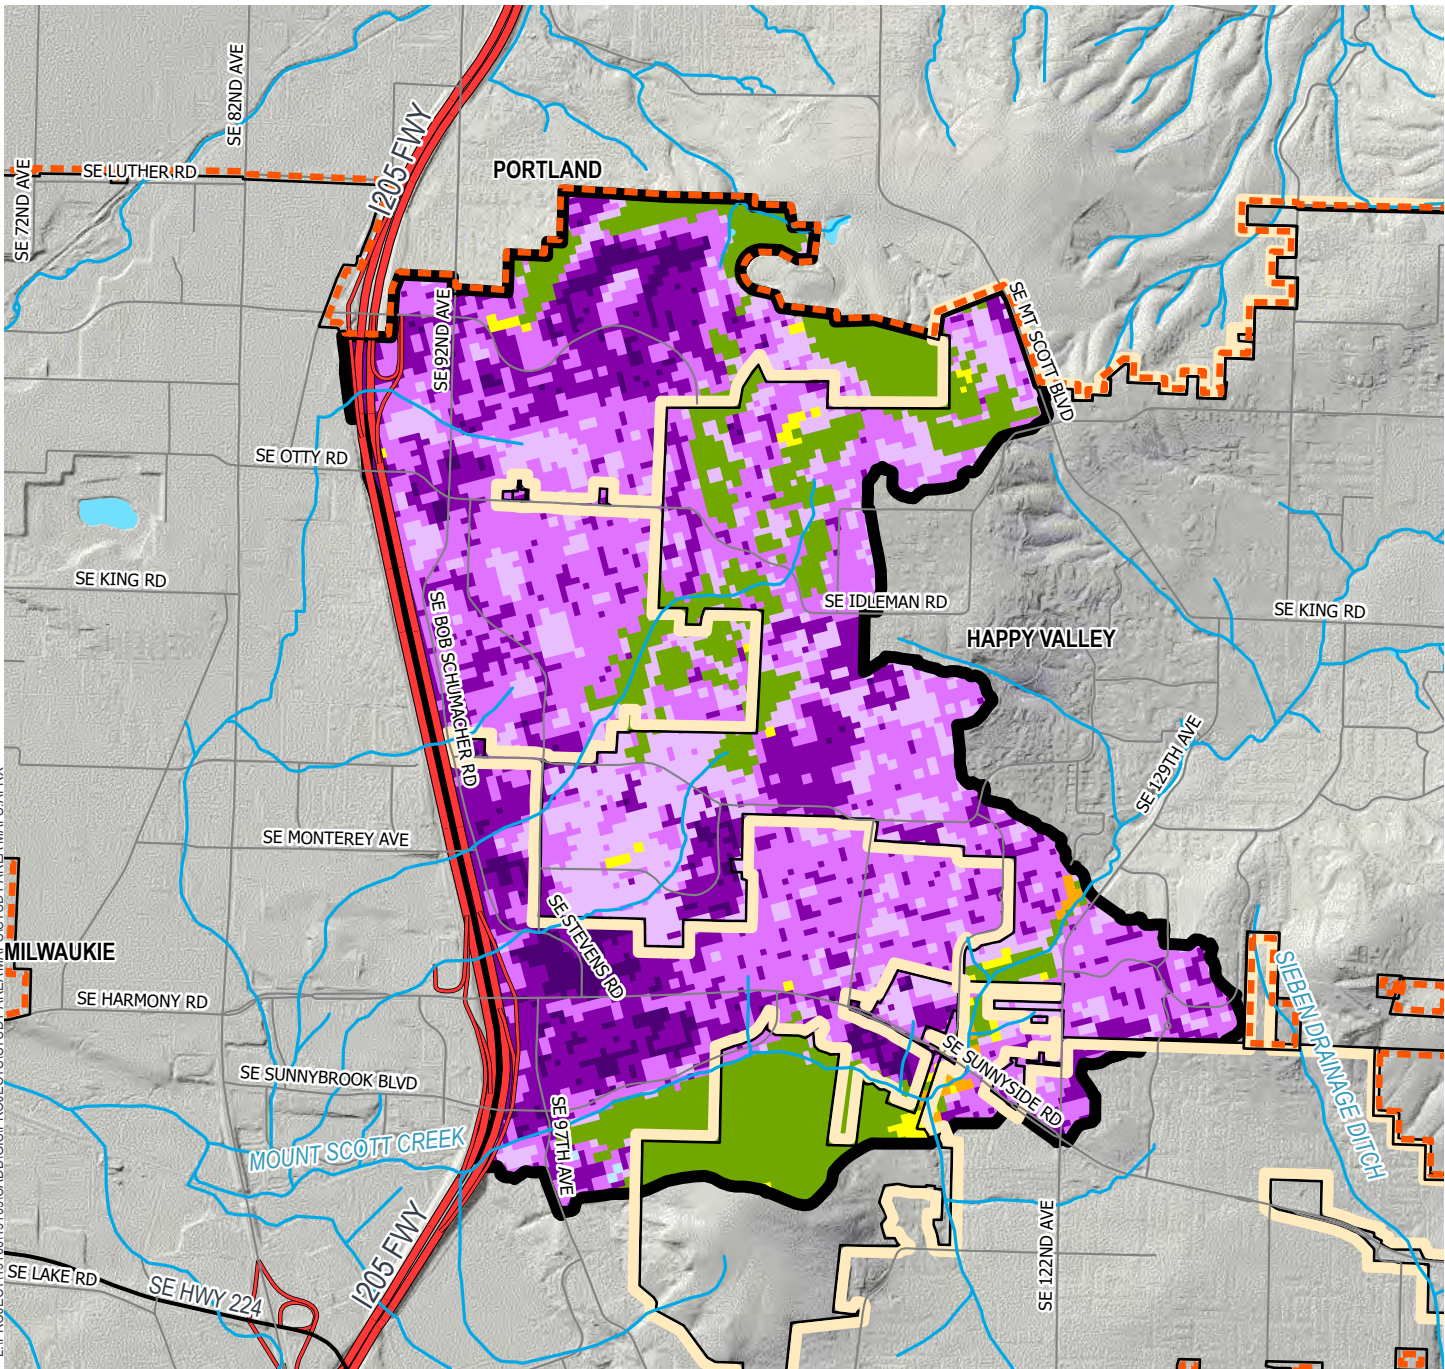 SE 82ND AVE
I205 FWY
PORTLAND
SE LUTHER RD
SE 72ND AVE
SE MT SCOTT BLVD
SE 92ND AVE
SE OTTY RD
SE KING RD
SE BOB SCHUMACHER RD
SE IDLEMAN RD
SE KING RD
HAPPY VALLEY
SE 129TH AVE
SE MONTEREY AVE
SE STEVENS RD
MILWAUKIE
SE HARMONY RD
SIEBEN DRAINAGE DITCH
SE SUNNYBROOK BLVD
SE SUNNYSIDE RD
MOUNT SCOTT CREEK
SE 97TH AVE
SE 122ND AVE
I205 FWY
SE LAKE RD
SE HWY 224